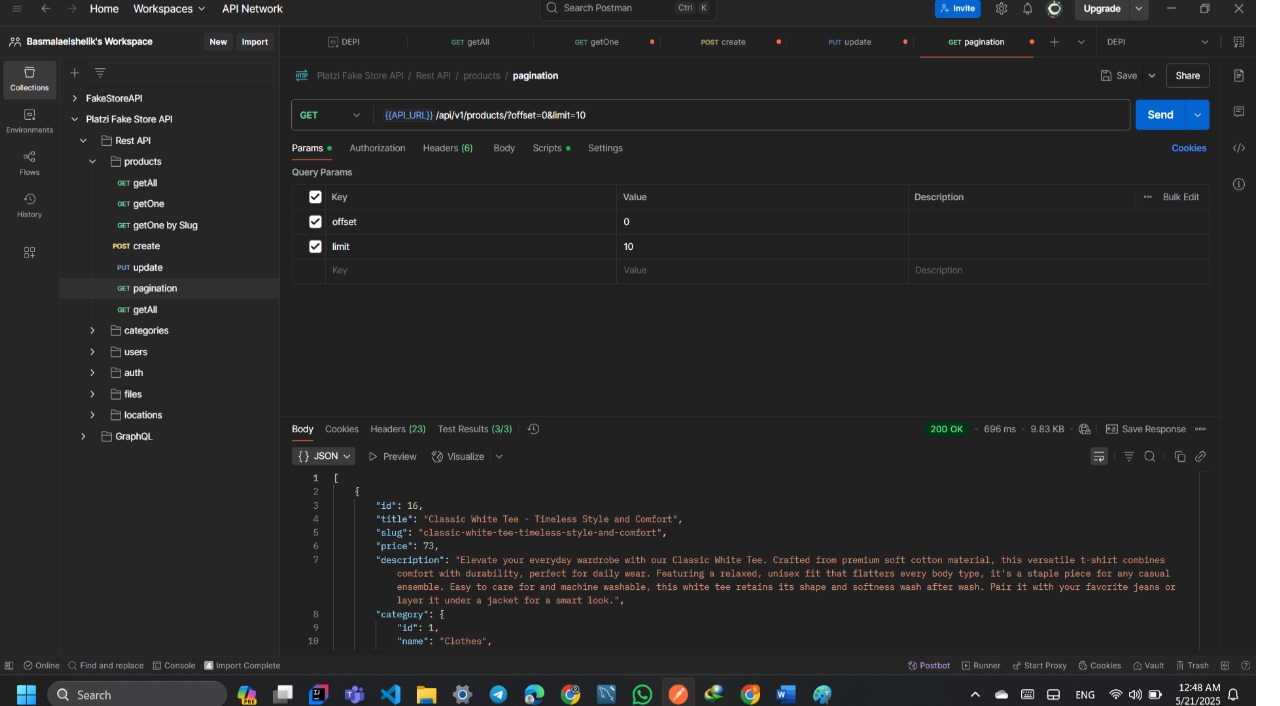 Home Workspaces API Network Search Postman Ctrl K Invite Upgrade
Basmalaelshelik's Workspace New Import DEPI GET getAll GET getOne POST create PUT update GET pagination DEPI
Collections
Environments
Flows
History
FakeStoreAPI
Platzi Fake Store API
Rest API
products
GET getAll
GET getOne
GET getOne by Slug
POST create
PUT update
GET pagination
GET getAll
categories
users
auth
files
locations
GraphQL
HTTP Platzi Fake Store API / Rest API / products / pagination Save Share
GET {{API_URL}} /api/v1/products/?offset=0&limit=10 Send
Params Authorization Headers (6) Body Scripts Settings Cookies
Query Params
Key Value Description Bulk Edit
offset 0
limit 10
Key Value Description
Body Cookies Headers (23) Test Results (3/3) 200 OK 696 ms 9.83 KB Save Response
{ } JSON Preview Visualize
1 [
2 {
3 "id": 16,
4 "title": "Classic White Tee - Timeless Style and Comfort",
5 "slug": "classic-white-tee-timeless-style-and-comfort",
6 "price": 73,
7 "description": "Elevate your everyday wardrobe with our Classic White Tee. Crafted from premium soft cotton material, this versatile t-shirt combines
comfort with durability, perfect for daily wear. Featuring a relaxed, unisex fit that flatters every body type, it's a staple piece for any casual
ensemble. Easy to care for and machine washable, this white tee retains its shape and softness wash after wash. Pair it with your favorite jeans or
layer it under a jacket for a smart look.",
8 "category": {
9 "id": 1,
10 "name": "Clothes",
Online Find and replace Console 4 Import Complete Postbot Runner Start Proxy Cookies Vault Trash
Search PRE ENG 12:48 AM
5/21/2025